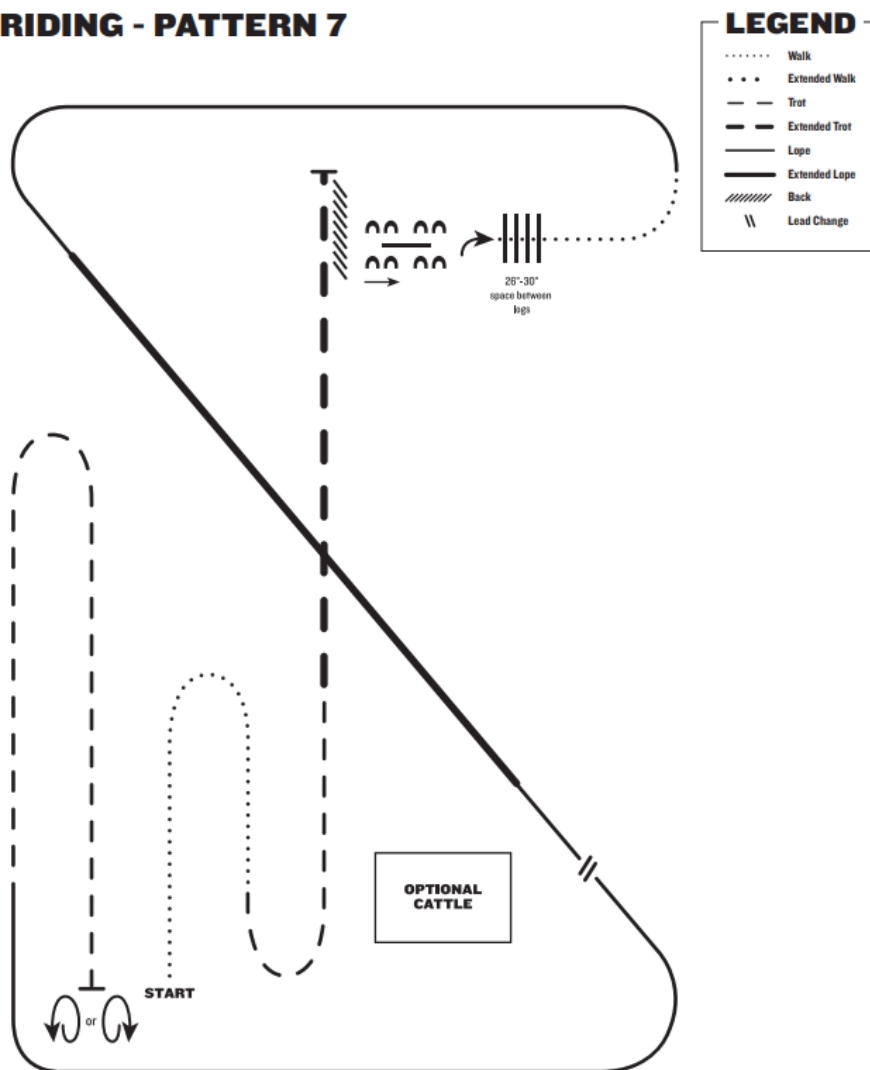 RIDING - PATTERN 7
LEGEND
Walk
Extended Walk
Trot
Extended Trot
Lope
Extended Lope
Back
Lead Change
26"-30"
space between
logs
OPTIONAL
CATTLE
START
or